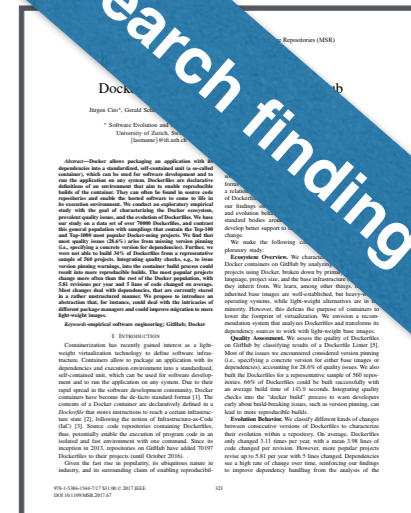 earch finding
Repositories (MSR)
Dock
ub
Jürgen Cito∗, Gerald Sch
∗ Software Evolution and
University of Zurich, Sw
{lastname}@ifi.uzh.ch
Abstract—Docker allows packaging an application with its
dependencies into a standardized, self-contained unit (a so-called
container), which can be used for software development and to
run the application on any system. Dockerfiles are declarative
definitions of an environment that aim to enable reproducible
builds of the container. They can often be found in source code
repositories and enable the hosted software to come to life in
its execution environment. We conduct an exploratory empirical
study with the goal of characterizing the Docker ecosystem,
prevalent quality issues, and the evolution of Dockerfiles. We base
our study on a data set of over 70000 Dockerfiles, and contrast
this general population with samplings that contain the Top-100
and Top-1000 most popular Docker-using projects. We find that
most quality issues (28.6%) arise from missing version pinning
(i.e., specifying a concrete version for dependencies). Further, we
were not able to build 34% of Dockerfiles from a representative
sample of 560 projects. Integrating quality checks, e.g., to issue
version pinning warnings, into the container build process could
result into more reproducible builds. The most popular projects
change more often than the rest of the Docker population, with
5.81 revisions per year and 5 lines of code changed on average.
Most changes deal with dependencies, that are currently stored
in a rather unstructured manner. We propose to introduce an
abstraction that, for instance, could deal with the intricacies of
different package managers and could improve migration to more
light-weight images.
Keywords-empirical software engineering; GitHub; Docker
I. INTRODUCTION
Containerization has recently gained interest as a light-
weight virtualization technology to define software infras-
tructure. Containers allow to package an application with its
dependencies and execution environment into a standardized,
self-contained unit, which can be used for software develop-
ment and to run the application on any system. Due to their
rapid spread in the software development community, Docker
containers have become the de-facto standard format [1]. The
contents of a Docker container are declaratively defined in a
Dockerfile that stores instructions to reach a certain infrastruc-
ture state [2], following the notion of Infrastructure-as-Code
(IaC) [3]. Source code repositories containing Dockerfiles,
thus, potentially enable the execution of program code in an
isolated and fast environment with one command. Since its
inception in 2013, repositories on GitHub have added 70197
Dockerfiles to their projects (until October 2016).
Given the fast rise in popularity, its ubiquitous nature in
industry, and its surrounding claim of enabling reproducibil-
form
a relation
of Dockerfi
our findings
and evolution beha
standard bodies around
develop better support to
change.
We make the following co
ploratory study:
Ecosystem Overview. We charact
Docker containers on GitHub by analyzing
projects using Docker, broken down by primar
language, project size, and the base infrastructure
they inherit from. We learn, among other things,
inherited base images are well-established, but heavy-
operating systems, while light-weight alternatives are in
minority. However, this defeats the purpose of containers to
lower the footprint of virtualization. We envision a recom-
mendation system that analyzes Dockerfiles and transforms its
dependency sources to work with light-weight base images.
Quality Assessment. We assess the quality of Dockerfiles
on GitHub by classifying results of a Dockerfile Linter [5].
Most of the issues we encountered considered version pinning
(i.e., specifying a concrete version for either base images or
dependencies), accounting for 28.6% of quality issues. We also
built the Dockerfiles for a representative sample of 560 repos-
itories. 66% of Dockerfiles could be built successfully with
an average build time of 145.9 seconds. Integrating quality
checks into the “docker build” process to warn developers
early about build-breaking issues, such as version pinning, can
lead to more reproducible builds.
Evolution Behavior. We classify different kinds of changes
between consecutive versions of Dockerfiles to characterize
their evolution within a repository. On average, Dockerfiles
only changed 3.11 times per year, with a mean 3.98 lines of
code changed per revision. However, more popular projects
revise up to 5.81 per year with 5 lines changed. Dependencies
see a high rate of change over time, reinforcing our findings
to improve dependency handling from the analysis of the
978-1-5386-1544-7/17 $31.00 © 2017 IEEE
DOI 10.1109/MSR.2017.67
323